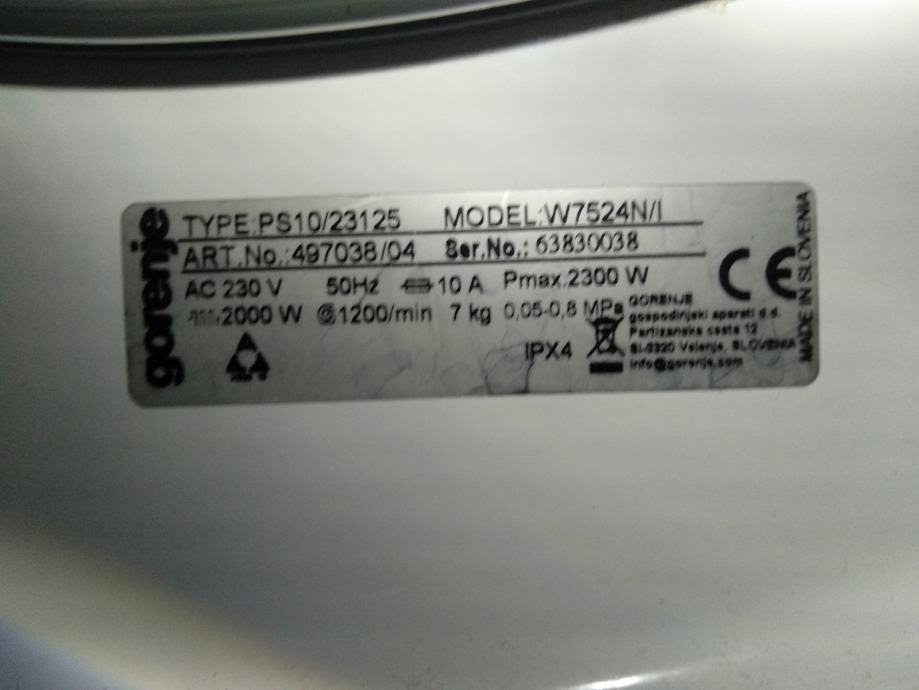 gorenje
TYPE:PS10/23125 MODEL:W7524N/I
ART.No.:497038/04 Ser.No.: 63830038
AC 230 V 50Hz 10 A Pmax.2300 W
2000 W 1200/min 7 kg 0,05-0,8 MPa
IPX4
CE
GORENJE
gospodinjski aparati d.d.
Partizanska cesta 12
SI-3320 Velenje, SLOVENIA
info@gorenje.com
MADE IN SLOVENIA